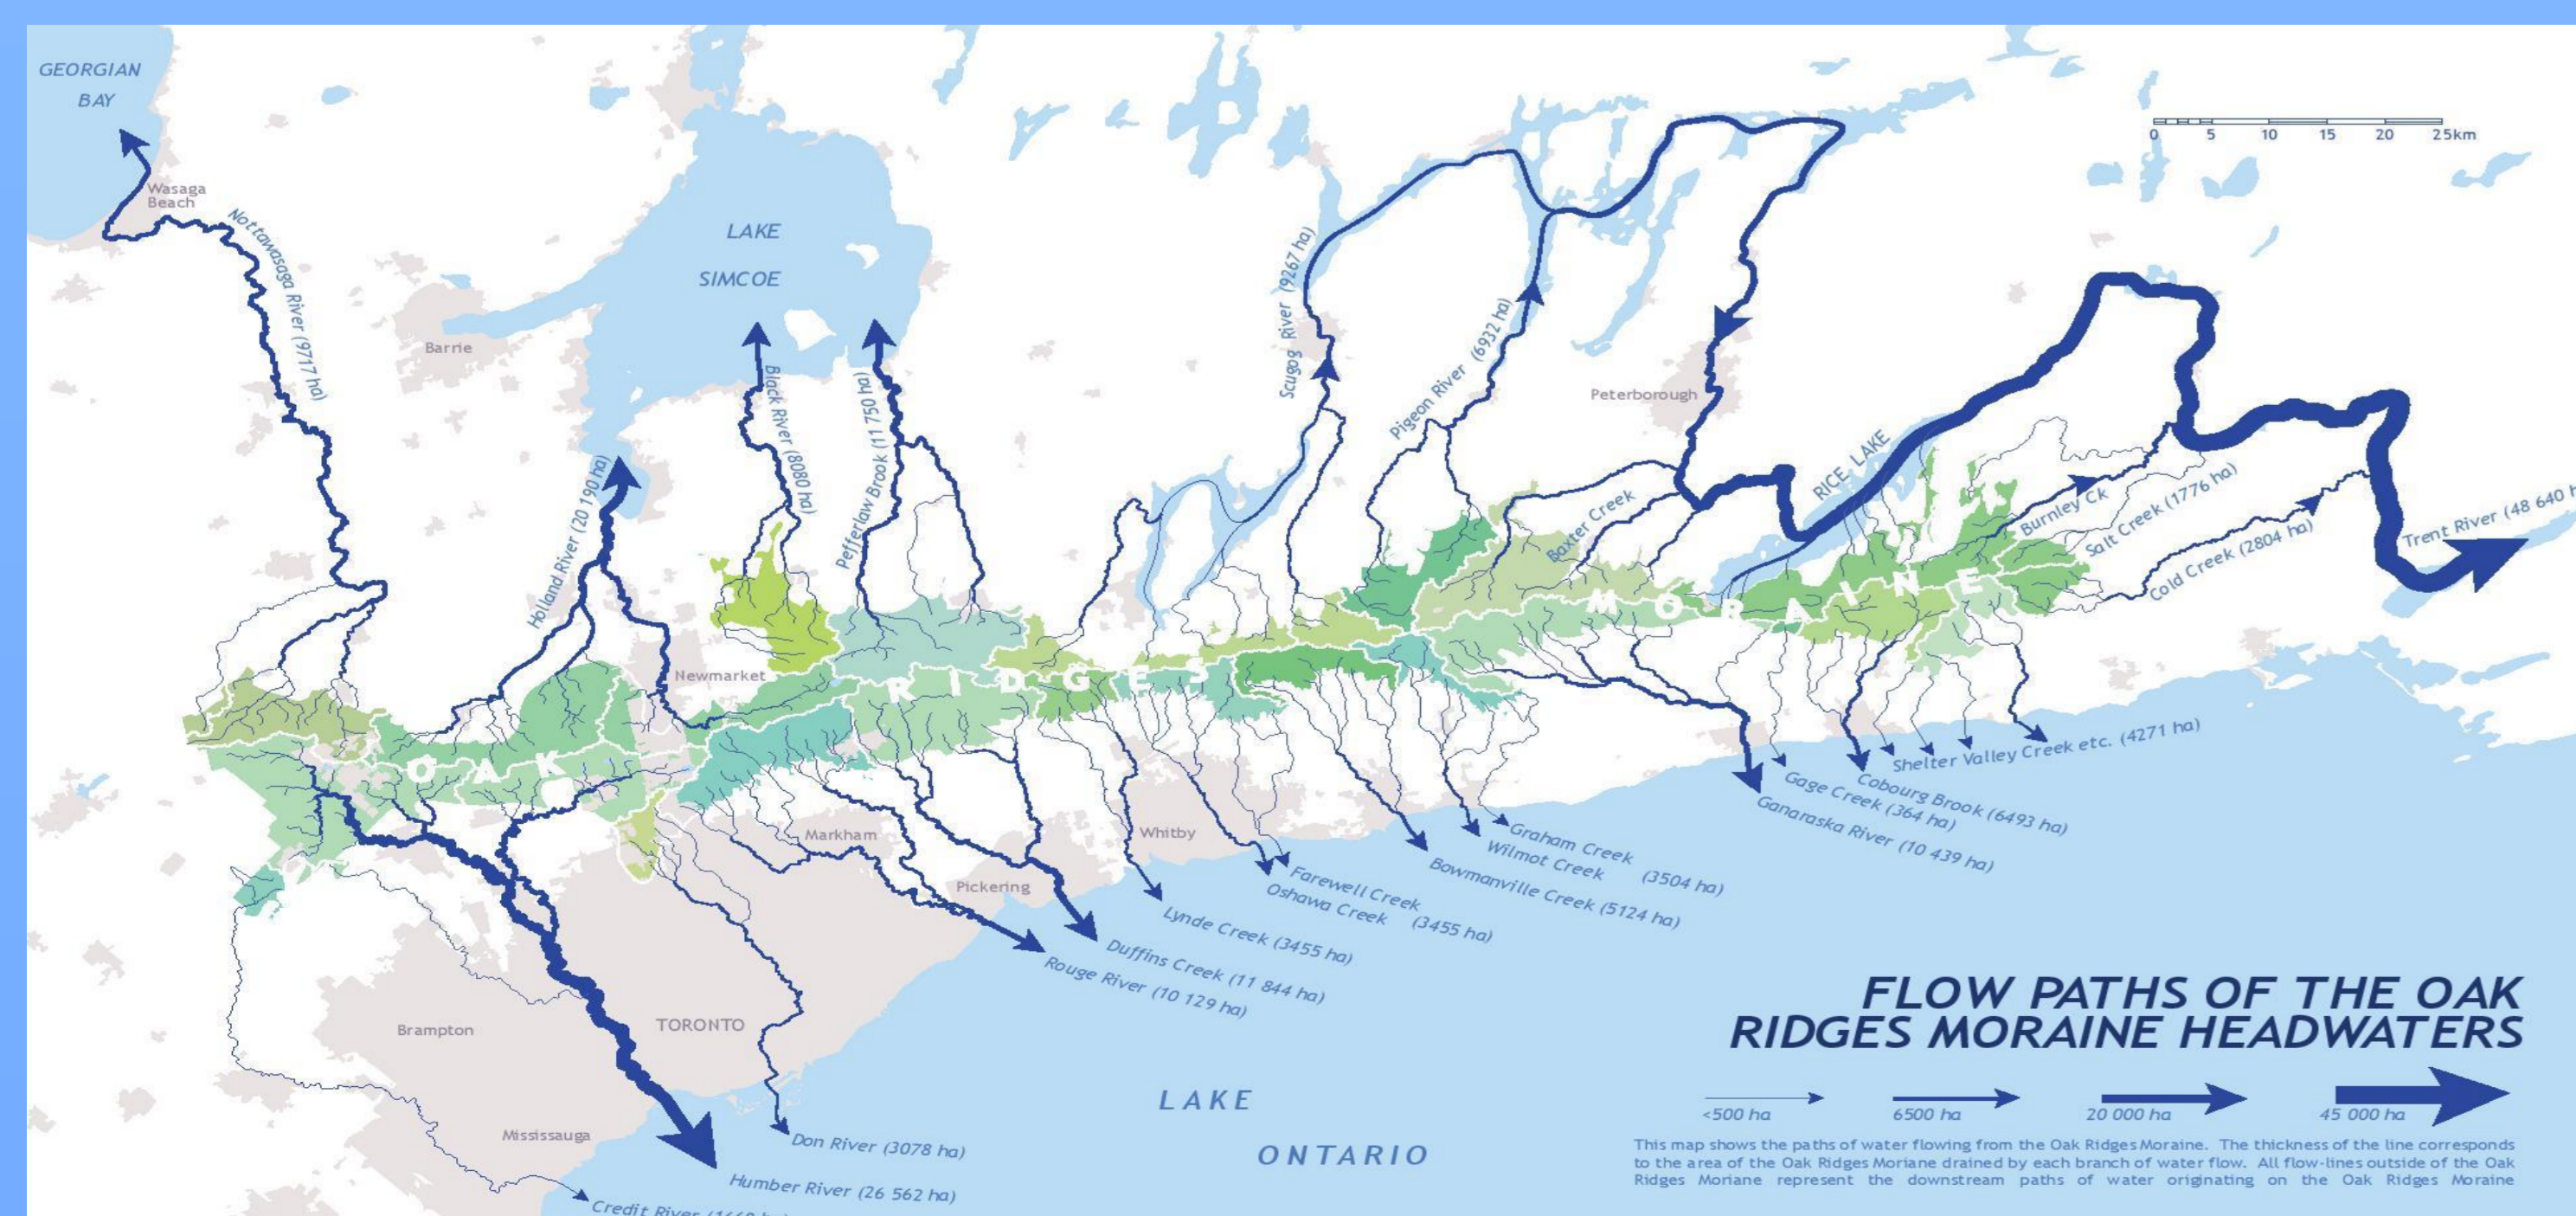 GEORGIAN
BAY
Wasaga
Beach
Nottawasaga River (9717 ha)
Barrie
LAKE
SIMCOE
Holland River (20 190 ha)
Black River (8080 ha)
Pefferlaw Brook (11 750 ha)
Newmarket
Scugog River (9267 ha)
Pigeon River (6932 ha)
Peterborough
0 5 10 15 20 25km
Baxter Creek
RICE LAKE
Burnley Ck
Salt Creek (1776 ha)
Cold Creek (2804 ha)
Trent River (48 640 h
OAK RIDGES MORAINE
Markham
Whitby
Pickering
Brampton
TORONTO
Mississauga
Shelter Valley Creek etc. (4271 ha)
Cobourg Brook (6493 ha)
Gage Creek (364 ha)
Ganaraska River (10 439 ha)
Graham Creek
Wilmot Creek (3504 ha)
Bowmanville Creek (5124 ha)
Farewell Creek
Oshawa Creek (3455 ha)
Lynde Creek (3455 ha)
Duffins Creek (11 844 ha)
Rouge River (10 129 ha)
Don River (3078 ha)
Humber River (26 562 ha)
Credit River
LAKE
ONTARIO
FLOW PATHS OF THE OAK
RIDGES MORAINE HEADWATERS
<500 ha 6500 ha 20 000 ha 45 000 ha
This map shows the paths of water flowing from the Oak Ridges Moraine. The thickness of the line corresponds
to the area of the Oak Ridges Moriane drained by each branch of water flow. All flow-lines outside of the Oak
Ridges Moriane represent the downstream paths of water originating on the Oak Ridges Moraine